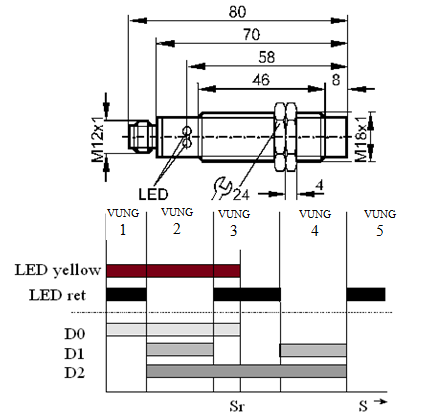 80
70
58
46 8
M12x1
M18x1
LED
24
4
VUNG VUNG VUNG VUNG VUNG
1 2 3 4 5
LED yellow
LED ret
D0
D1
D2
Sr S